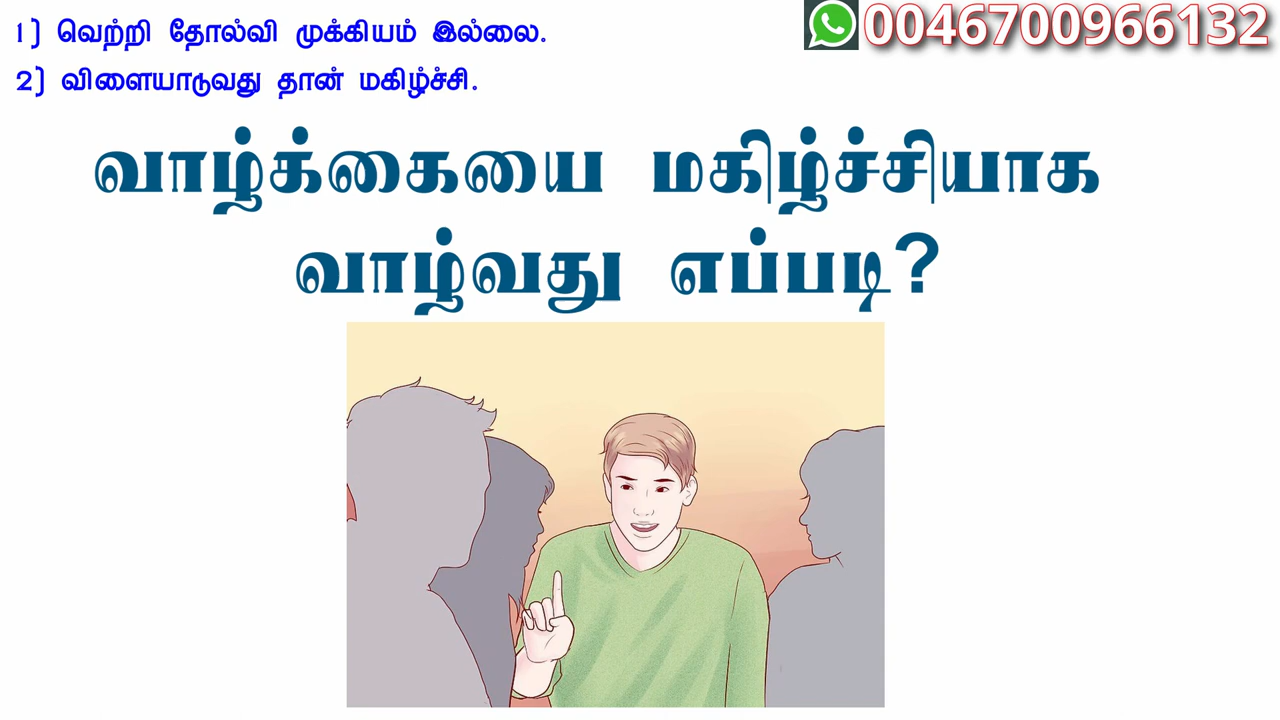 1) வெற்றி தோல்வி முக்கியம் இல்லை.
0046700966132
2) விளையாடுவது தான் மகிழ்ச்சி.
வாழ்க்கையை மகிழ்ச்சியாக
வாழ்வது எப்படி?